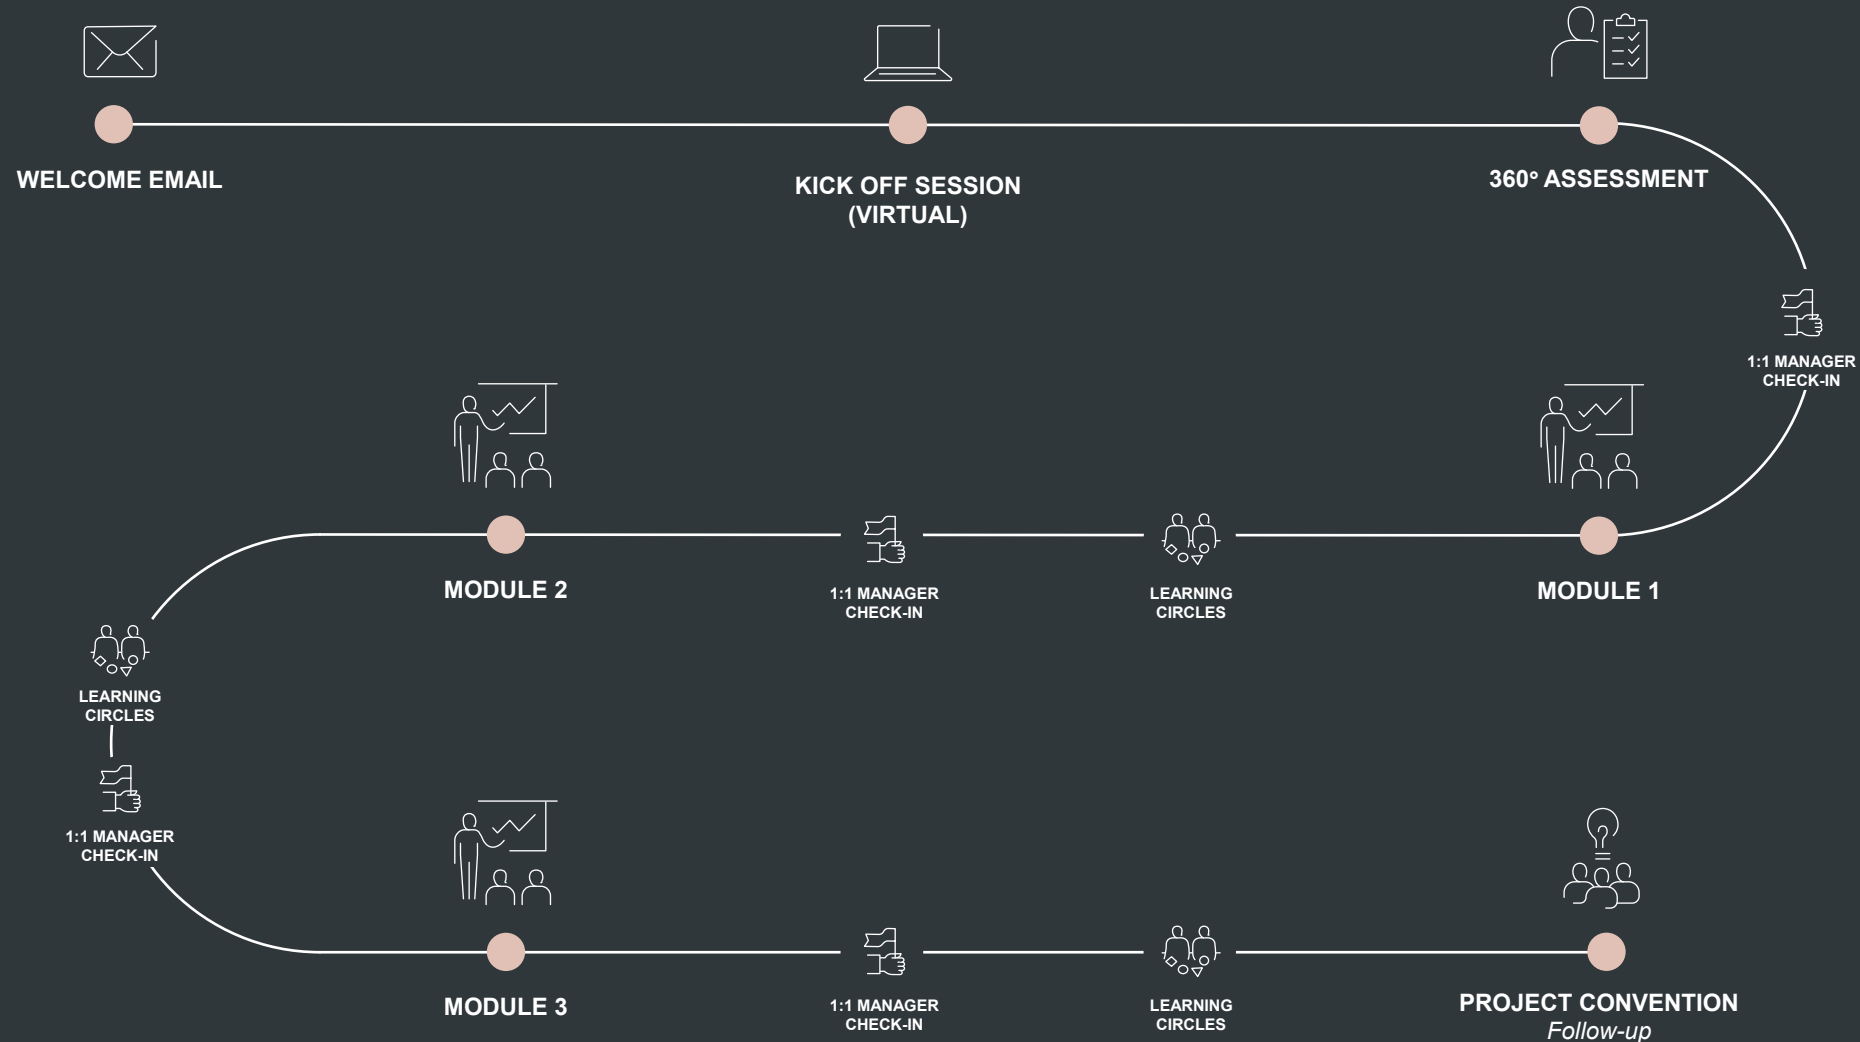 WELCOME EMAIL
KICK OFF SESSION
(VIRTUAL)
360° ASSESSMENT
1:1 MANAGER
CHECK-IN
MODULE 1
LEARNING
CIRCLES
1:1 MANAGER
CHECK-IN
MODULE 2
LEARNING
CIRCLES
1:1 MANAGER
CHECK-IN
MODULE 3
1:1 MANAGER
CHECK-IN
LEARNING
CIRCLES
PROJECT CONVENTION
Follow-up